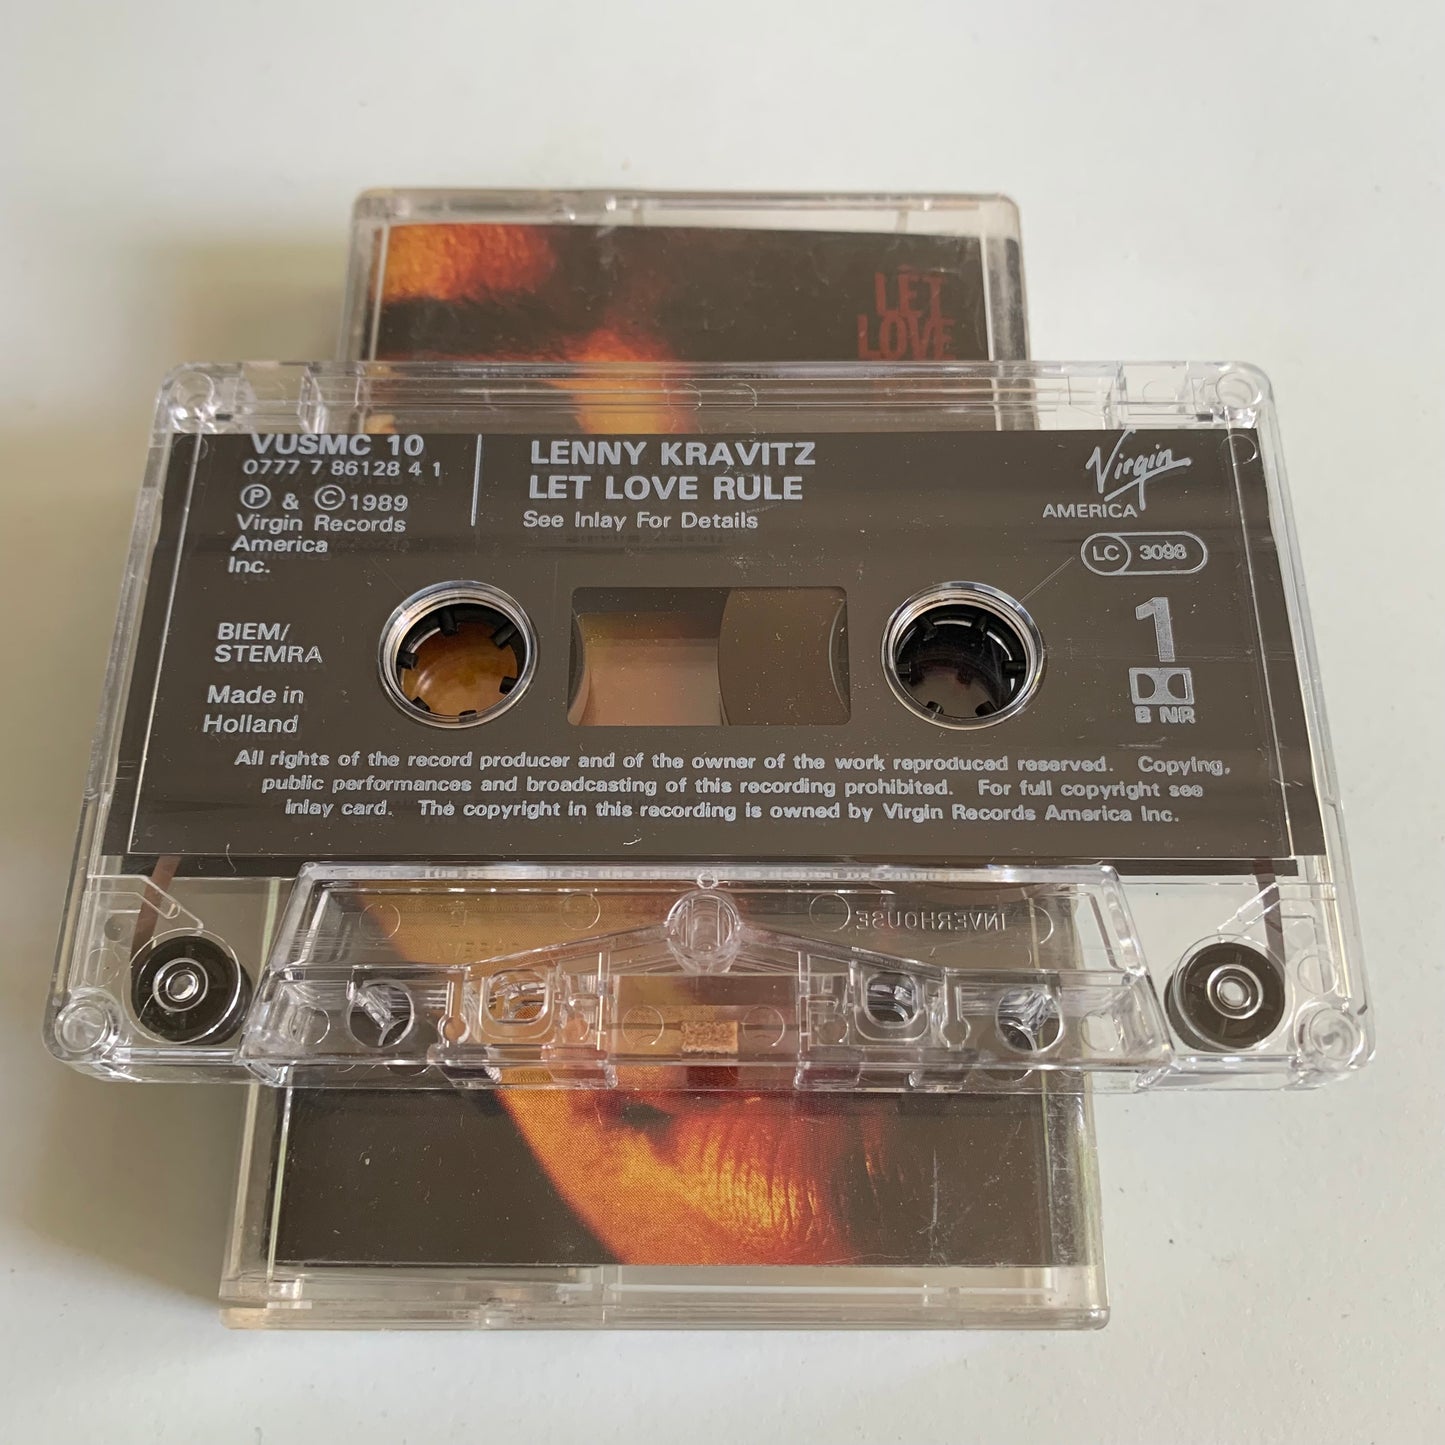 LET
LOVE
VUSMC 10
0777 7 86128 4 1
Ⓟ & Ⓒ 1989
Virgin Records
America
Inc.
LENNY KRAVITZ
LET LOVE RULE
See Inlay For Details
Virgin
AMERICA
LC 3098
BIEM/
STEMRA
Made in
Holland
1
B NR
All rights of the record producer and of the owner of the work reproduced reserved. Copying,
public performances and broadcasting of this recording prohibited. For full copyright see
inlay card. The copyright in this recording is owned by Virgin Records America Inc.
INVERHOUSE